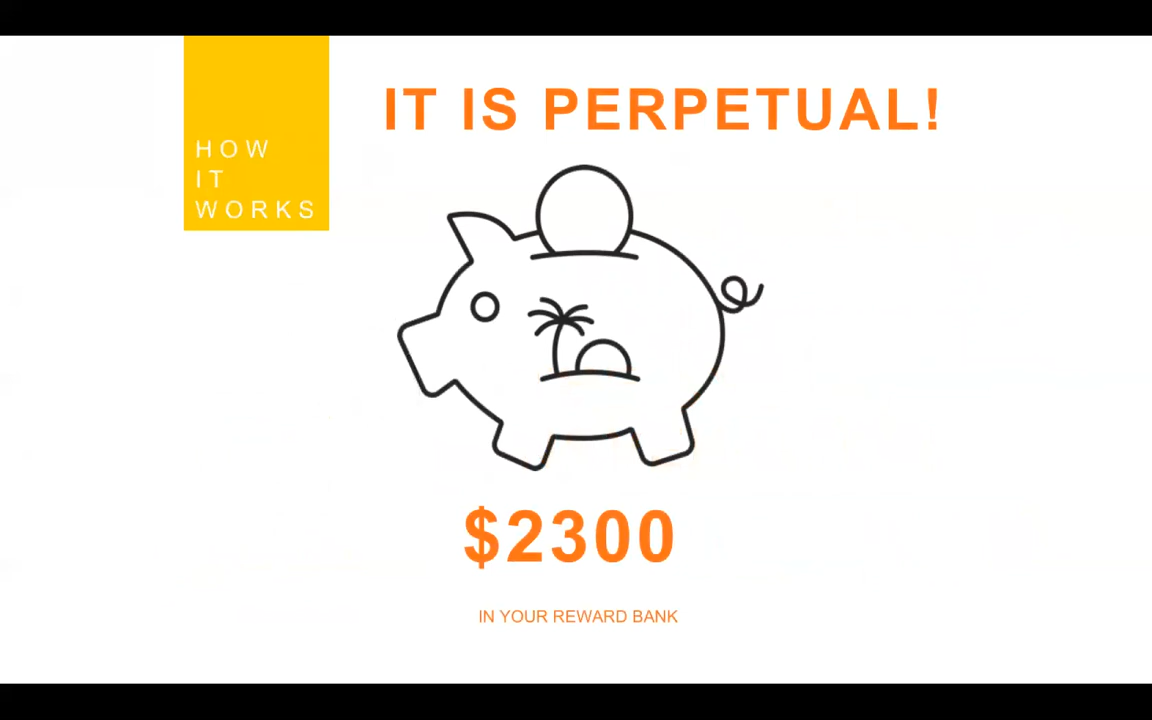 HOW
IT
WORKS
IT IS PERPETUAL!
$2300
IN YOUR REWARD BANK